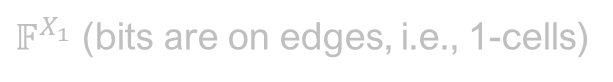 𝔽^{X_1} (bits are on edges, i.e., 1-cells)